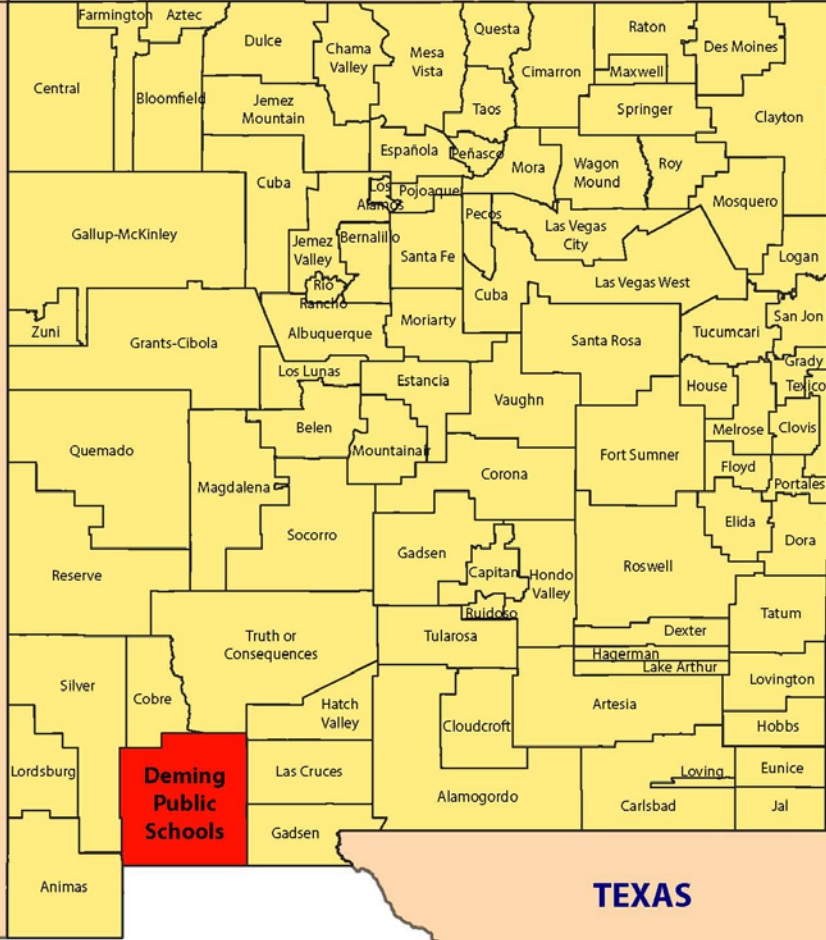 Farmington
Aztec
Dulce
Chama
Valley
Mesa
Vista
Questa
Raton
Des Moines
Central
Bloomfield
Jemez
Mountain
Taos
Cimarron
Maxwell
Springer
Clayton
Española
Peñasco
Mora
Wagon
Mound
Roy
Cuba
Los
Alamos
Pojoaque
Pecos
Mosquero
Gallup-McKinley
Jemez
Valley
Bernalillo
Santa Fe
Las Vegas
City
Logan
Rio
Rancho
Cuba
Las Vegas West
Zuni
Grants-Cibola
Albuquerque
Moriarty
Santa Rosa
Tucumcari
San Jon
Los Lunas
Estancia
Vaughn
House
Grady
Texico
Quemado
Belen
Mountainair
Fort Sumner
Melrose
Clovis
Magdalena
Corona
Floyd
Portales
Socorro
Gadsen
Elida
Dora
Reserve
Capitan
Hondo
Valley
Roswell
Ruidoso
Tatum
Truth or
Consequences
Tularosa
Dexter
Hagerman
Lake Arthur
Silver
Cobre
Hatch
Valley
Cloudcroft
Artesia
Lovington
Hobbs
Lordsburg
Deming
Public
Schools
Las Cruces
Alamogordo
Loving
Carlsbad
Eunice
Jal
Gadsen
Animas
TEXAS